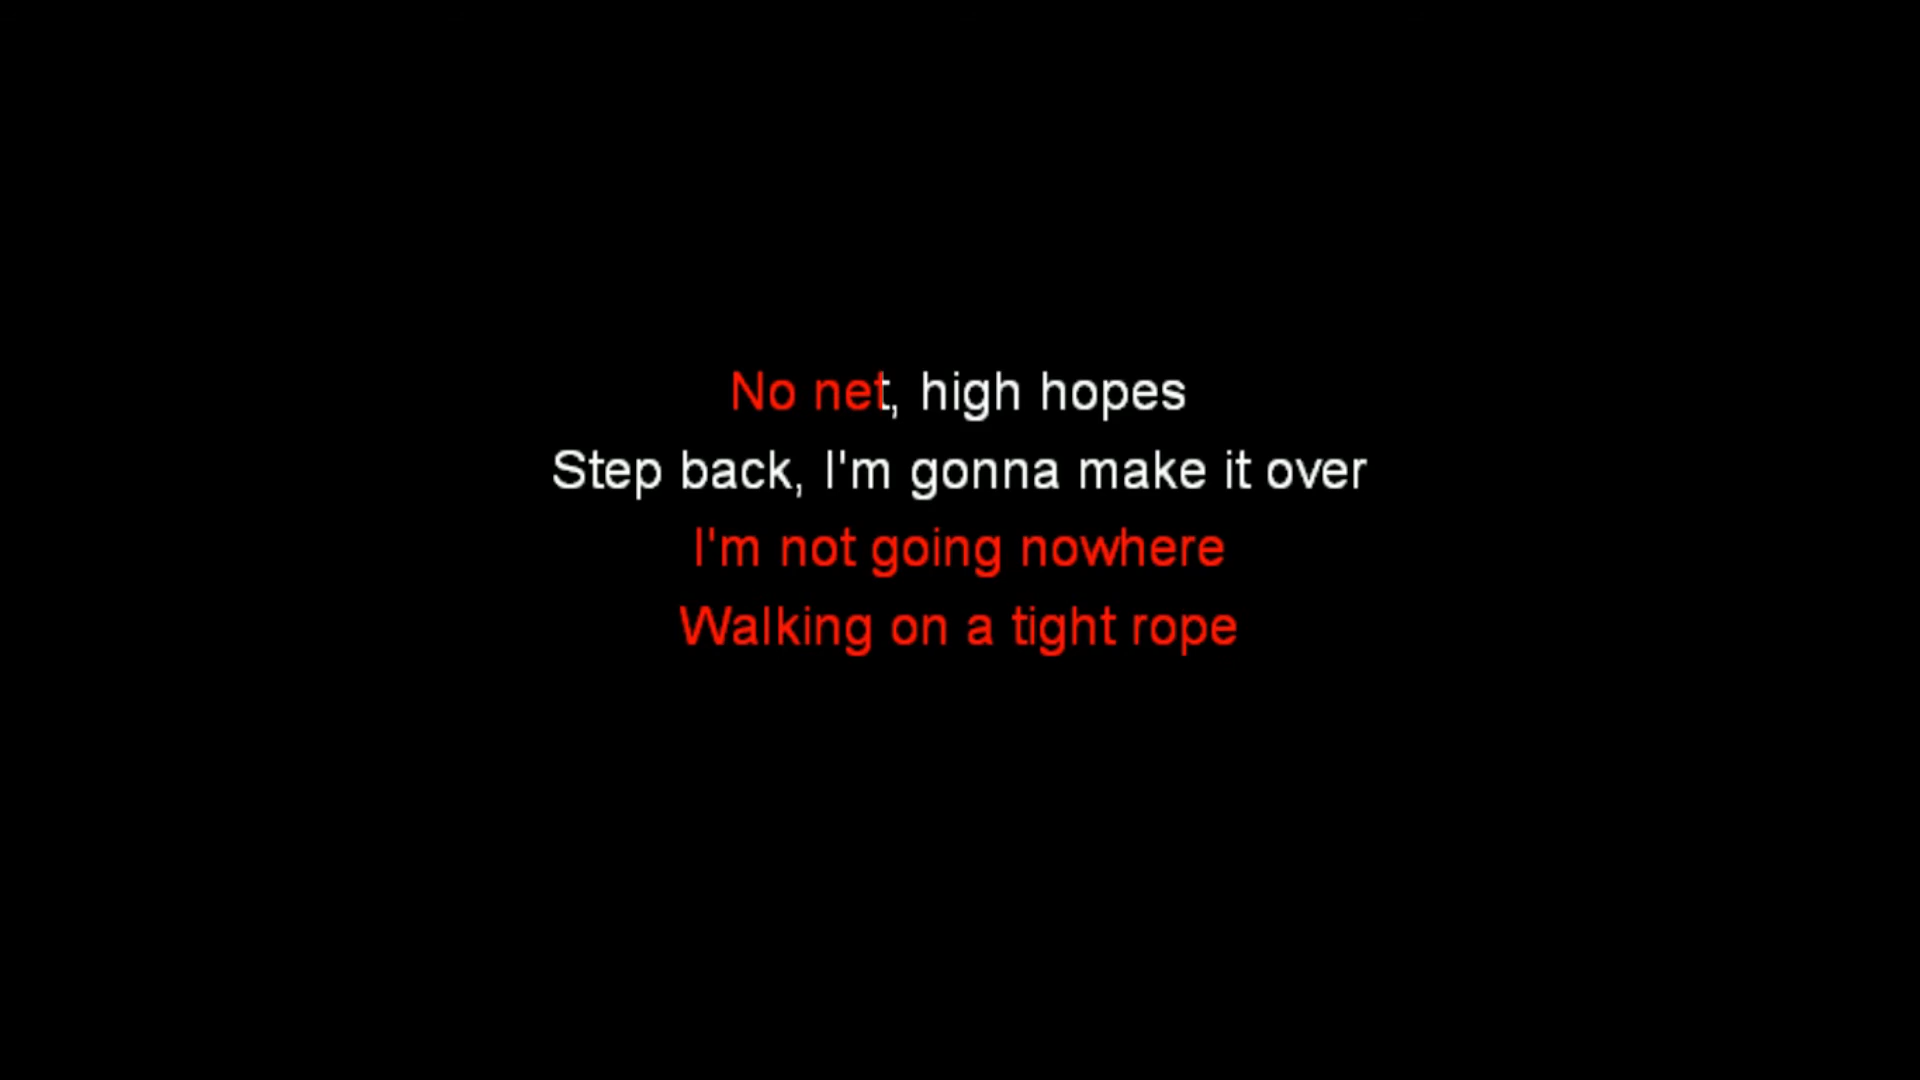 No net, high hopes
Step back, I'm gonna make it over
I'm not going nowhere
Walking on a tight rope